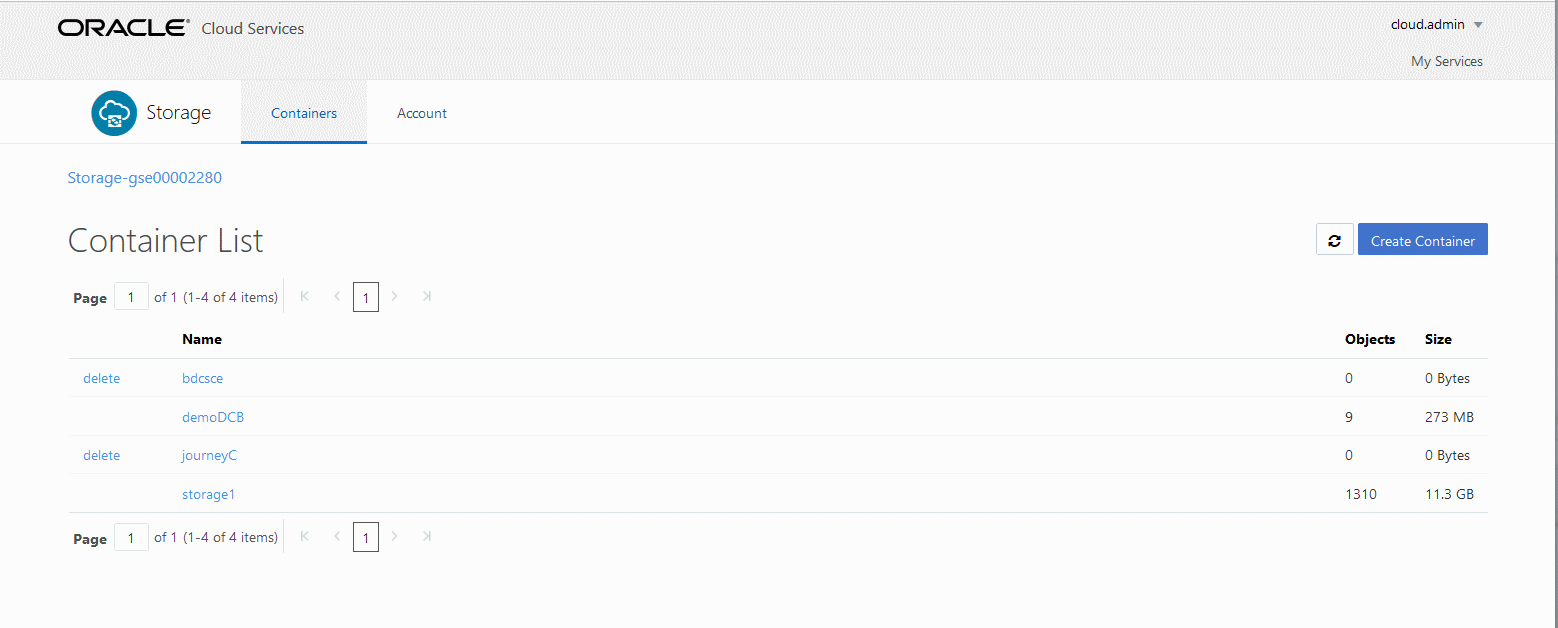 ORACLE® Cloud Services
cloud.admin
My Services
Storage Containers Account
Storage-gse00002280
Container List
Create Container
Page 1 of 1 (1-4 of 4 items) 1
Name Objects Size
delete bdcsce 0 0 Bytes
demoDCB 9 273 MB
delete journeyC 0 0 Bytes
storage1 1310 11.3 GB
Page 1 of 1 (1-4 of 4 items) 1